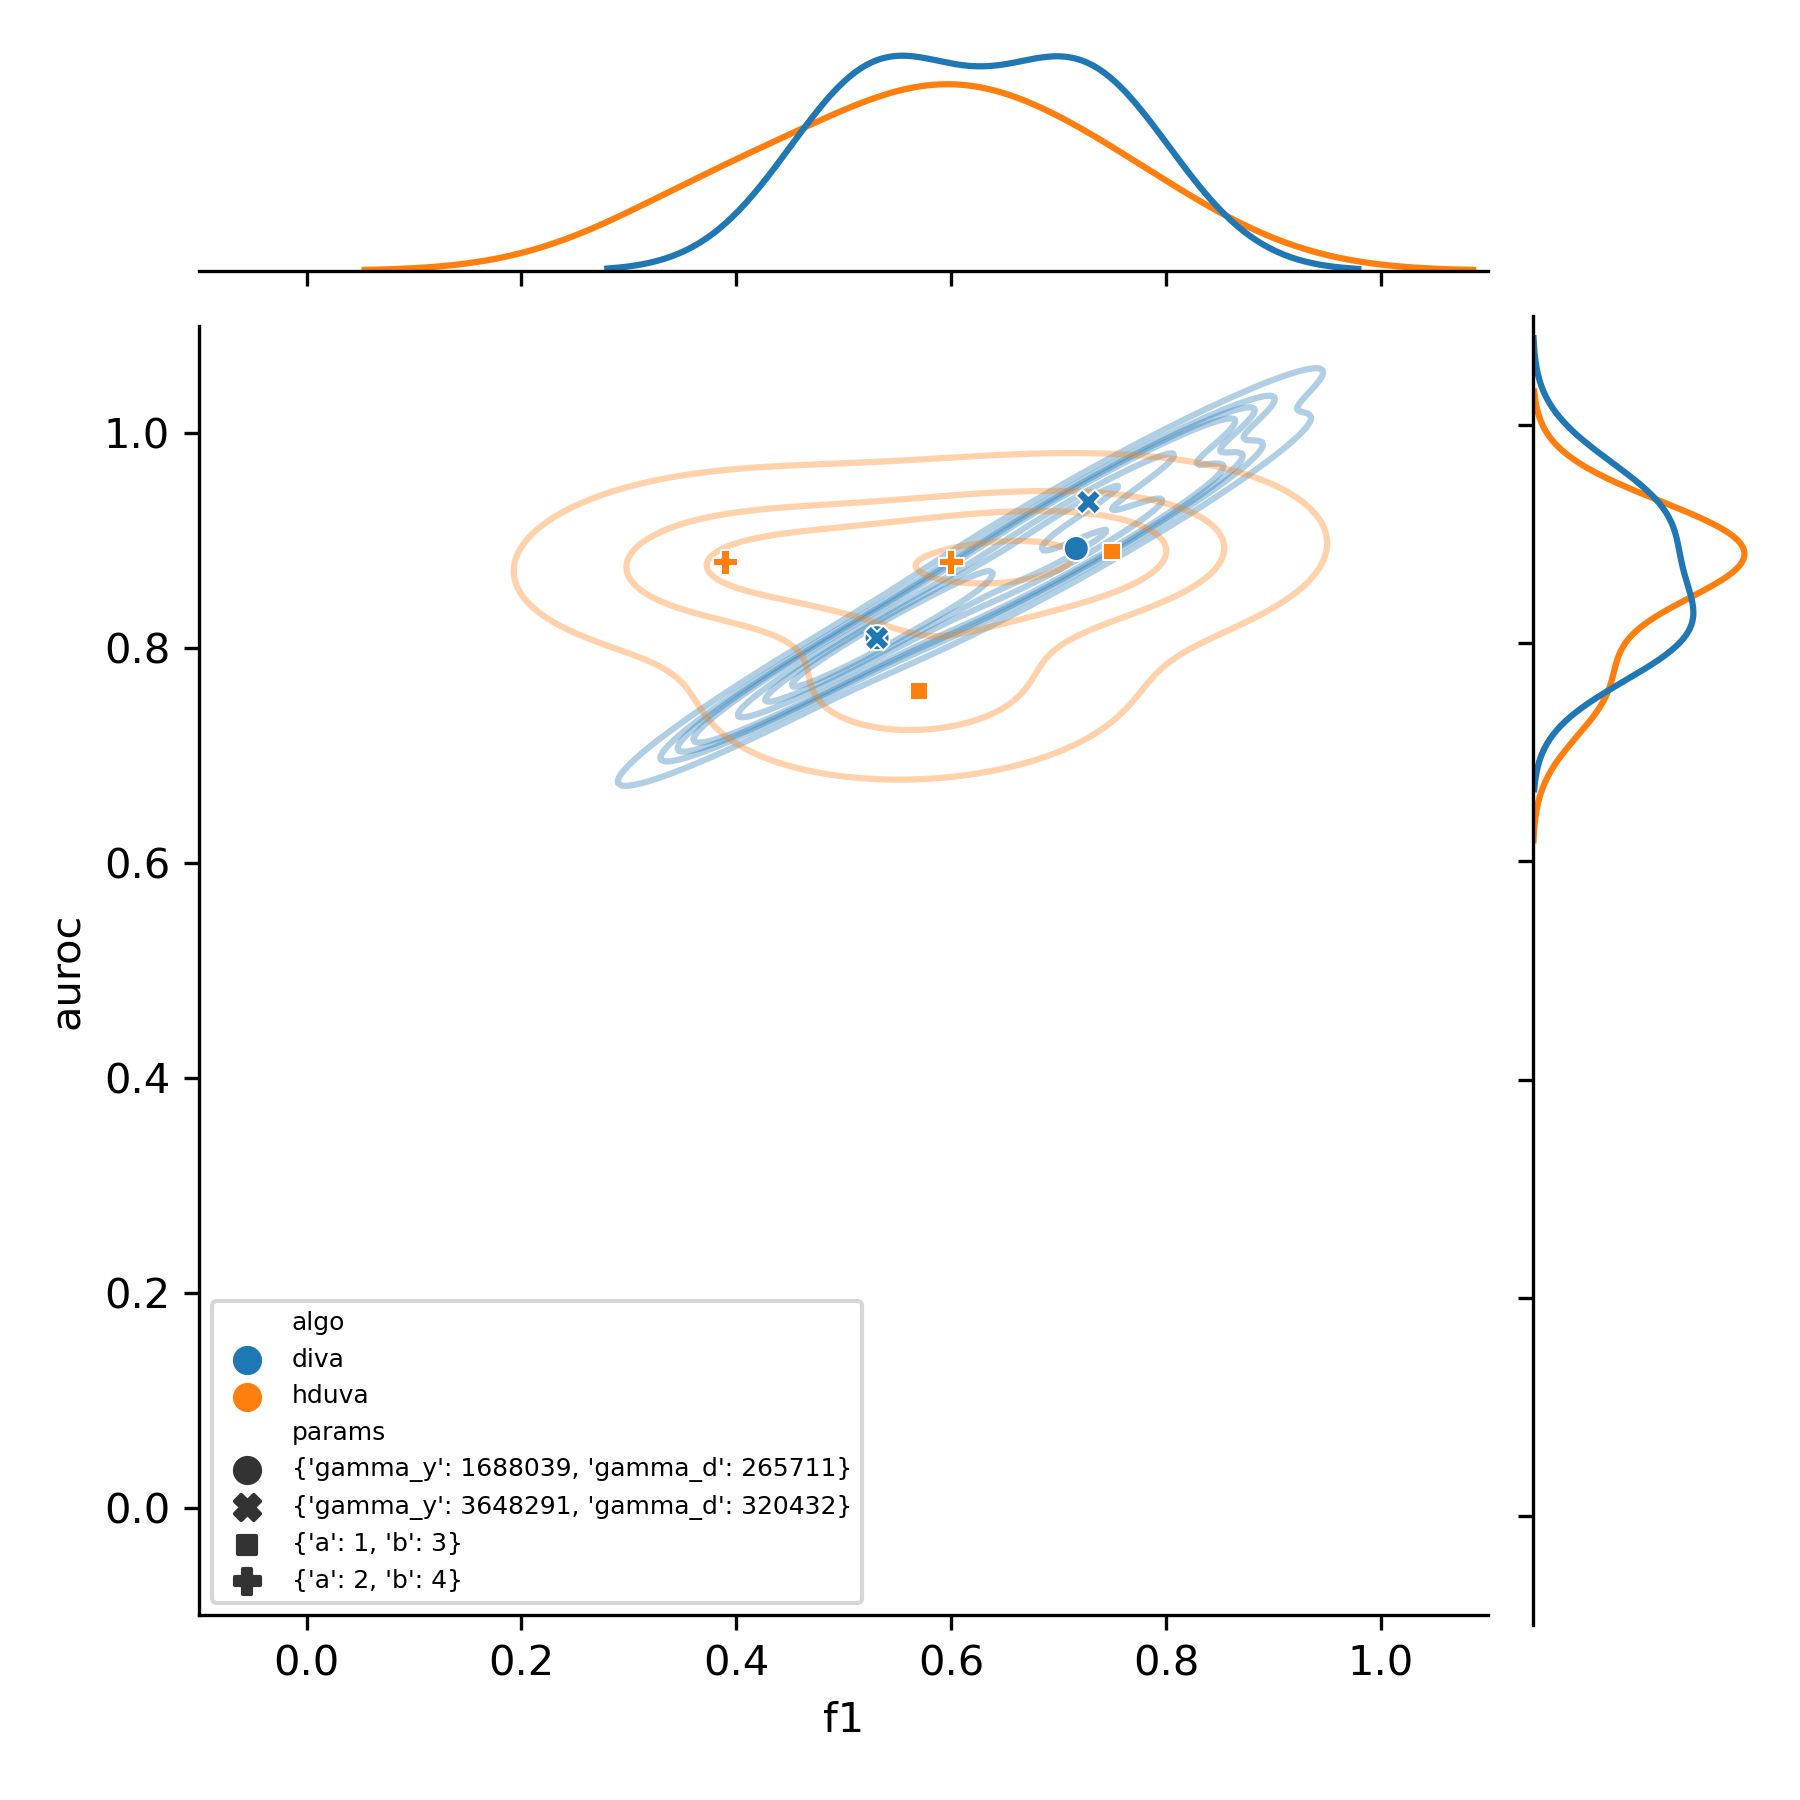 1.0
0.8
0.6
0.4
0.2
0.0
auroc
algo
diva
hduva
params
{'gamma_y': 1688039, 'gamma_d': 265711}
{'gamma_y': 3648291, 'gamma_d': 320432}
{'a': 1, 'b': 3}
{'a': 2, 'b': 4}
0.0 0.2 0.4 0.6 0.8 1.0
f1